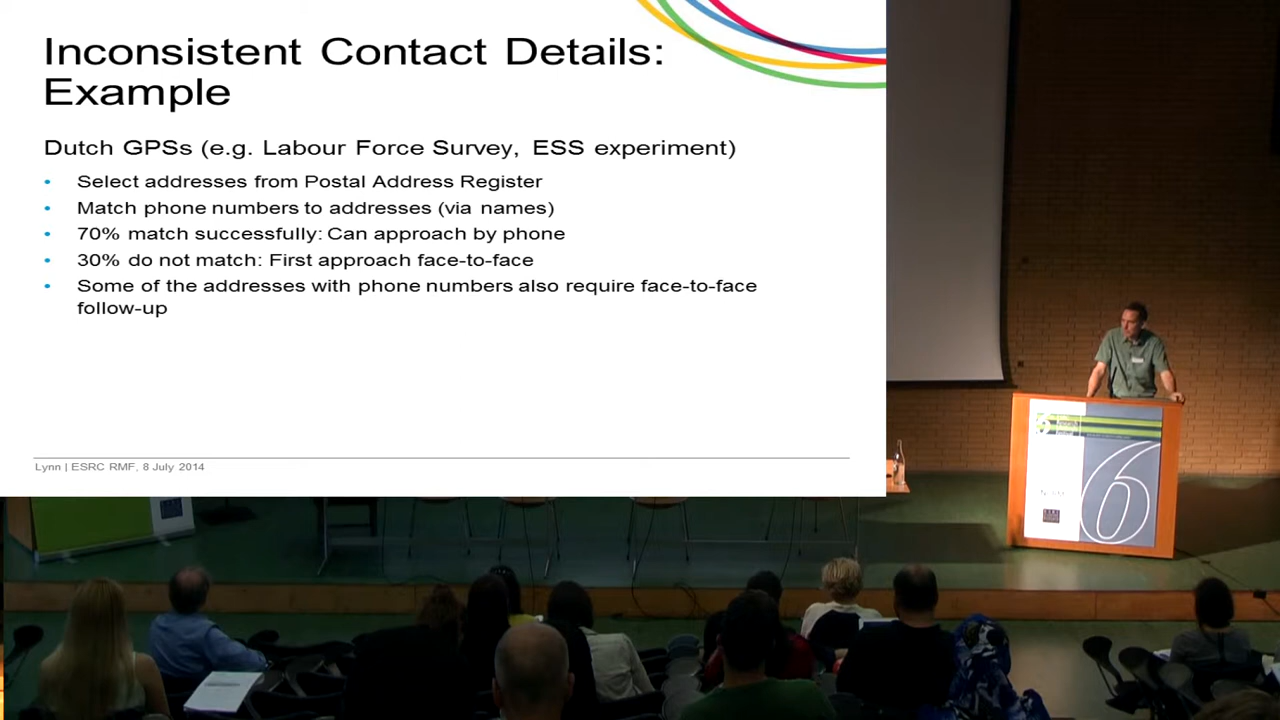 Inconsistent Contact Details:
Example
Dutch GPSs (e.g. Labour Force Survey, ESS experiment)
• Select addresses from Postal Address Register
• Match phone numbers to addresses (via names)
• 70% match successfully: Can approach by phone
• 30% do not match: First approach face-to-face
• Some of the addresses with phone numbers also require face-to-face
follow-up
Lynn | ESRC RMF, 8 July 2014
6